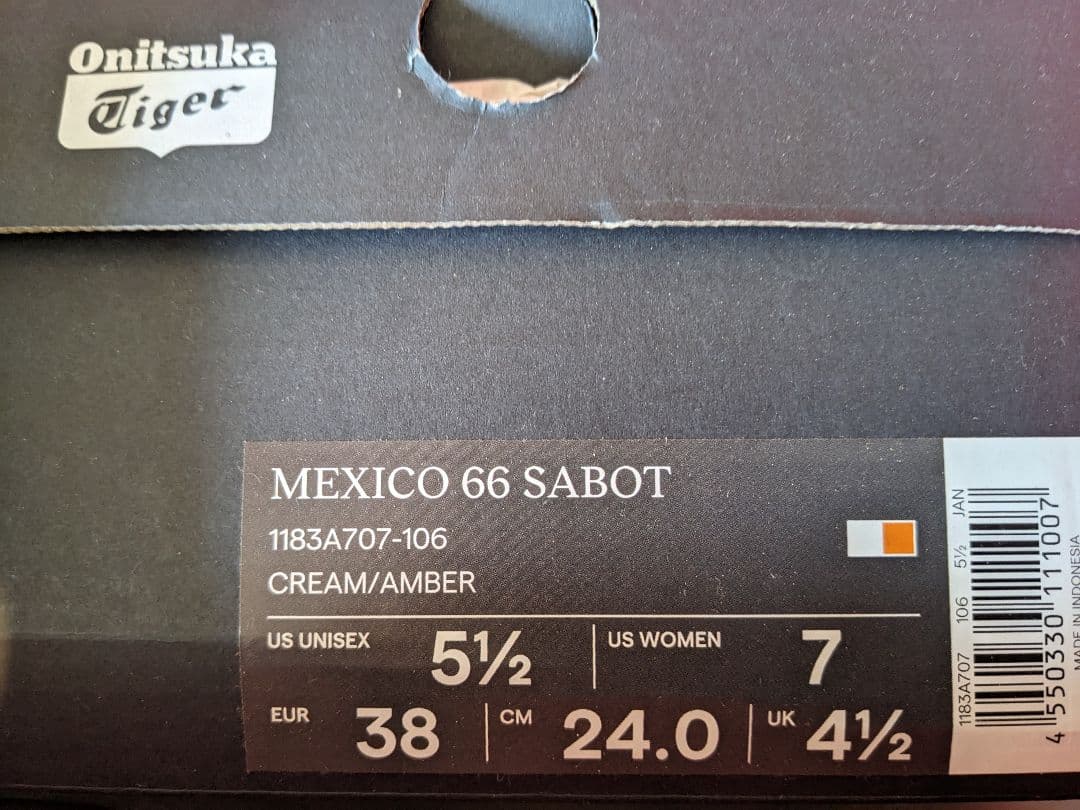 Onitsuka
Tiger
MEXICO 66 SABOT
1183A707-106
CREAM/AMBER
US UNISEX 5½ US WOMEN 7
EUR 38 CM 24.0 UK 4½
1183A707 106 5½ JAN
4 550330 111007
MADE IN INDONESIA